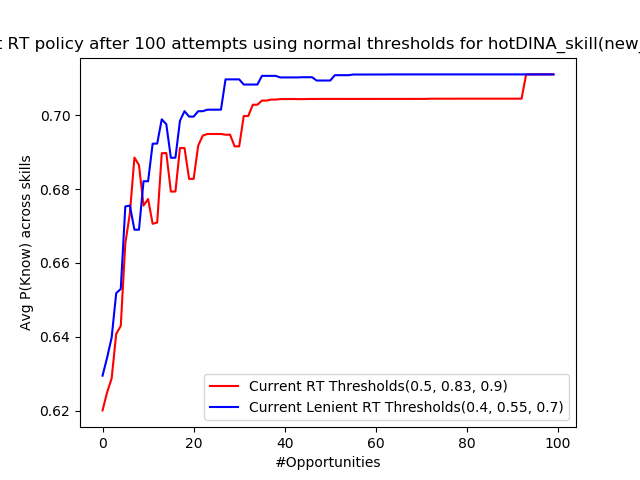 RT policy after 100 attempts using normal thresholds for hotDINA_skill(new_
0.70
0.68
0.66
0.64
0.62
Avg P(Know) across skills
Current RT Thresholds(0.5, 0.83, 0.9)
Current Lenient RT Thresholds(0.4, 0.55, 0.7)
0 20 40 60 80 100
#Opportunities